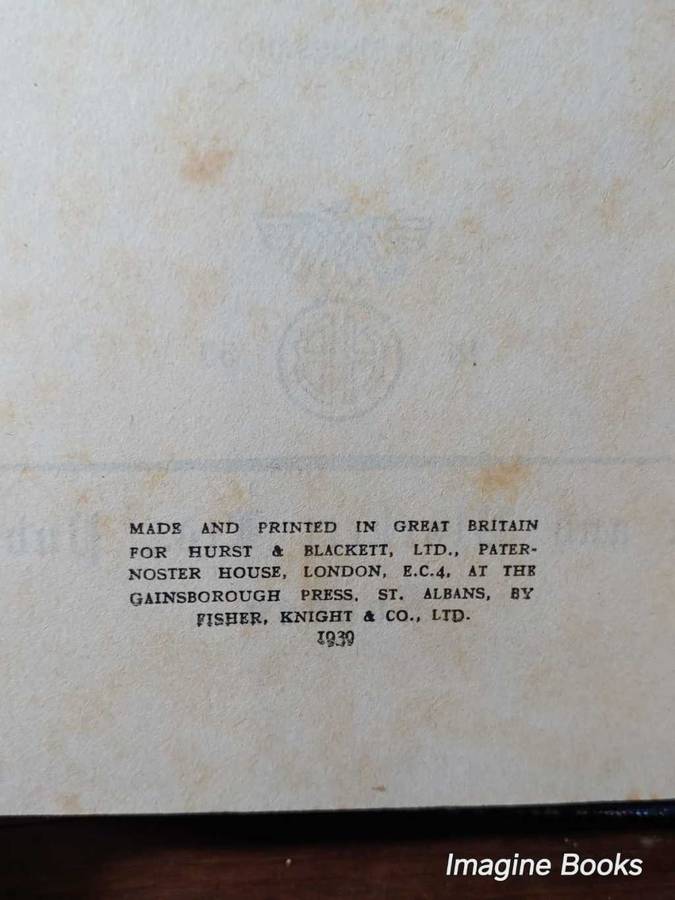 MADE AND PRINTED IN GREAT BRITAIN
FOR HURST & BLACKETT, LTD., PATER-
NOSTER HOUSE, LONDON, E.C.4, AT THE
GAINSBOROUGH PRESS, ST. ALBANS, BY
FISHER, KNIGHT & CO., LTD.
1939
Imagine Books